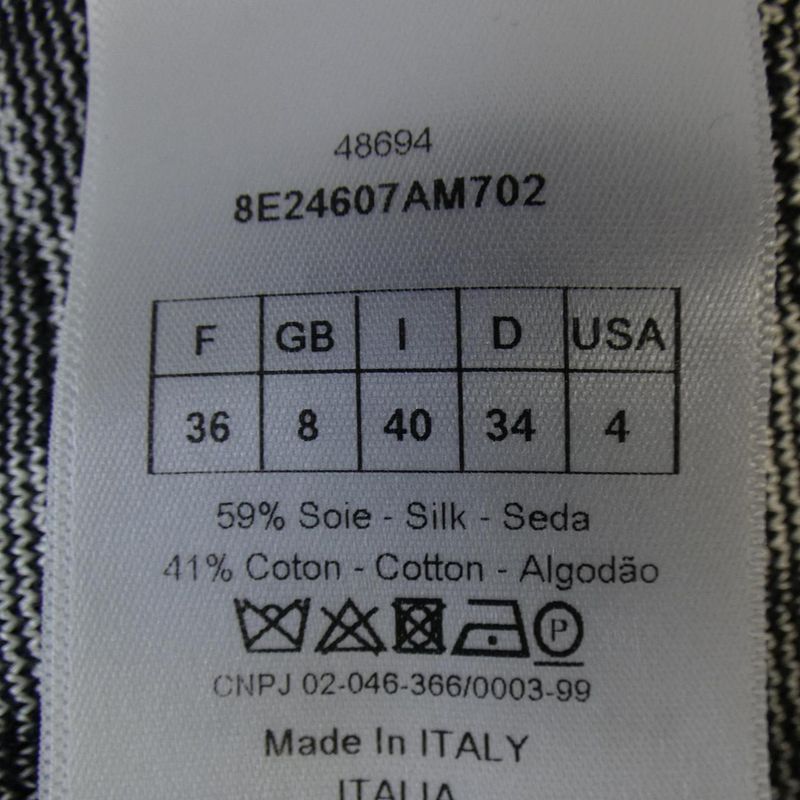 48694
8E24607AM702
F GB I D USA
36 8 40 34 4
59% Soie - Silk - Seda
41% Coton - Cotton - Algodão
P
CNPJ 02-046-366/0003-99
Made In ITALY
ITALIA